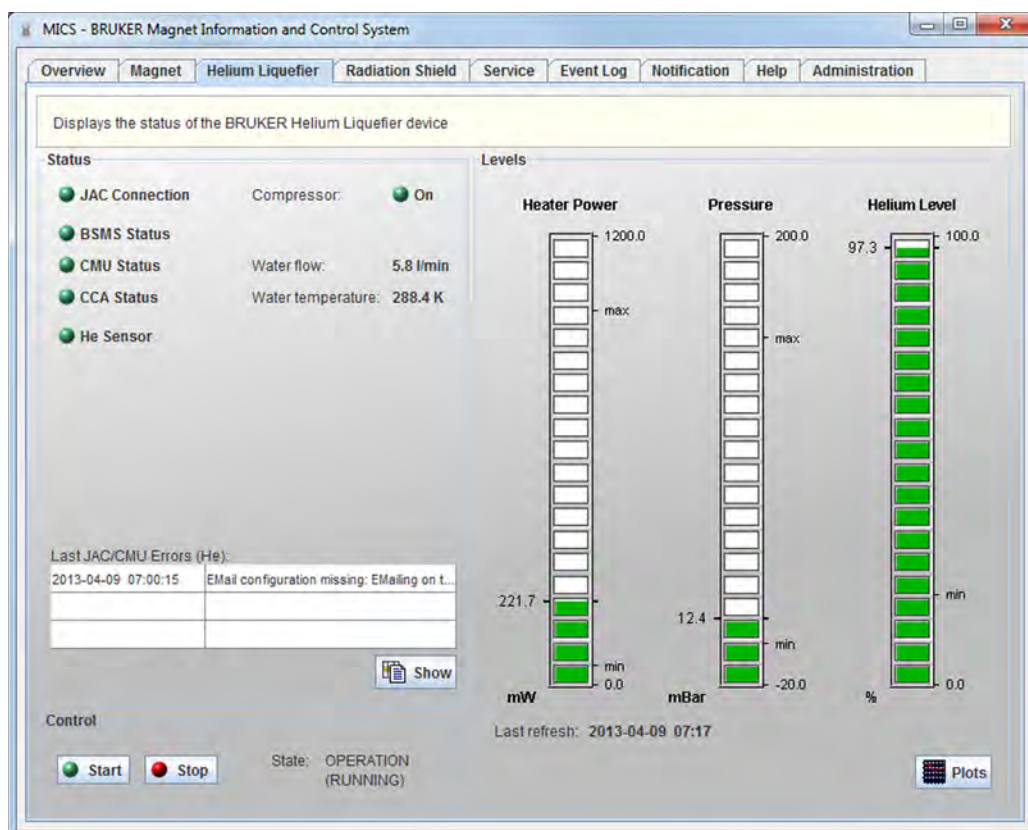 MICS - BRUKER Magnet Information and Control System
Overview Magnet Helium Liquefier Radiation Shield Service Event Log Notification Help Administration
Displays the status of the BRUKER Helium Liquefier device
Status
JAC Connection Compressor: On
BSMS Status
CMU Status Water flow: 5.8 l/min
CCA Status Water temperature: 288.4 K
He Sensor
Last JAC/CMU Errors (He):
2013-04-09 07:00:15 EMail configuration missing: EMailing on t...
Show
Control
Start Stop State: OPERATION
(RUNNING)
Levels
Heater Power
1200.0
max
221.7
min
0.0
mW
Pressure
200.0
max
12.4
min
-20.0
mBar
Helium Level
97.3
100.0
min
0.0
%
Last refresh: 2013-04-09 07:17
Plots